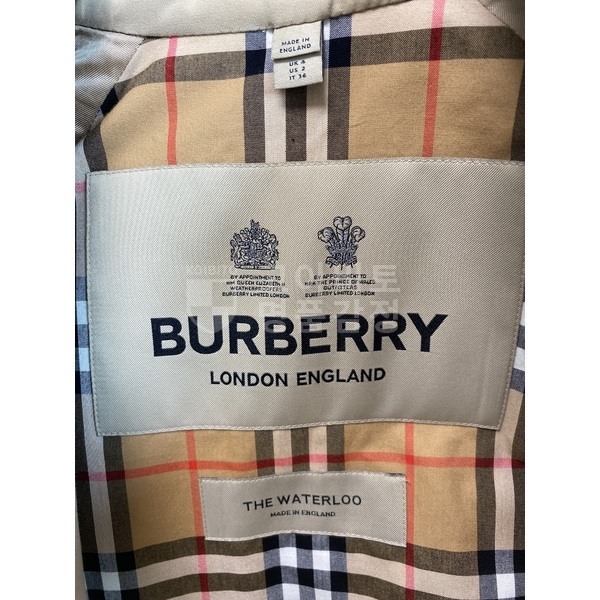 MADE IN
ENGLAND
UK 4
US 2
IT 36
BY APPOINTMENT TO
HM QUEEN ELIZABETH II
WEATHERPROOFERS
BURBERRY LIMITED LONDON
BY APPOINTMENT TO
HRH THE PRINCE OF WALES
OUTFITTERS
BURBERRY LIMITED LONDON
BURBERRY
LONDON ENGLAND
THE WATERLOO
MADE IN ENGLAND